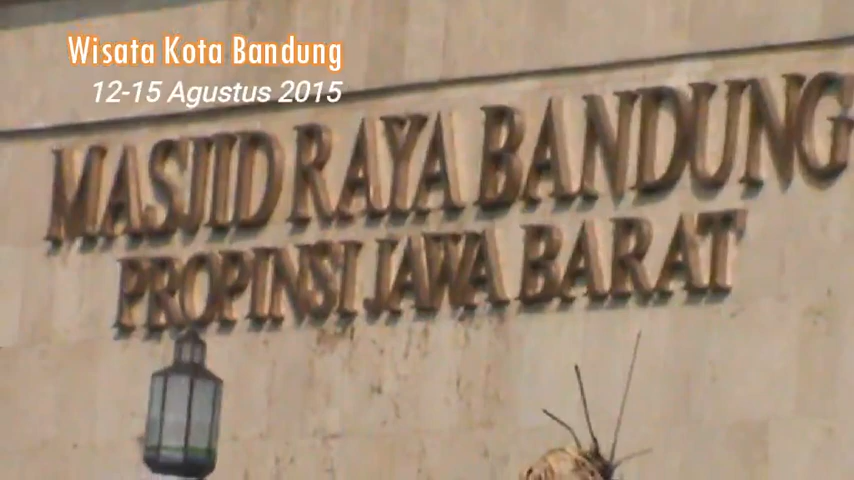 Wisata Kota Bandung
12-15 Agustus 2015
MASJID RAYA BANDUNG
PROPINSI JAWA BARAT